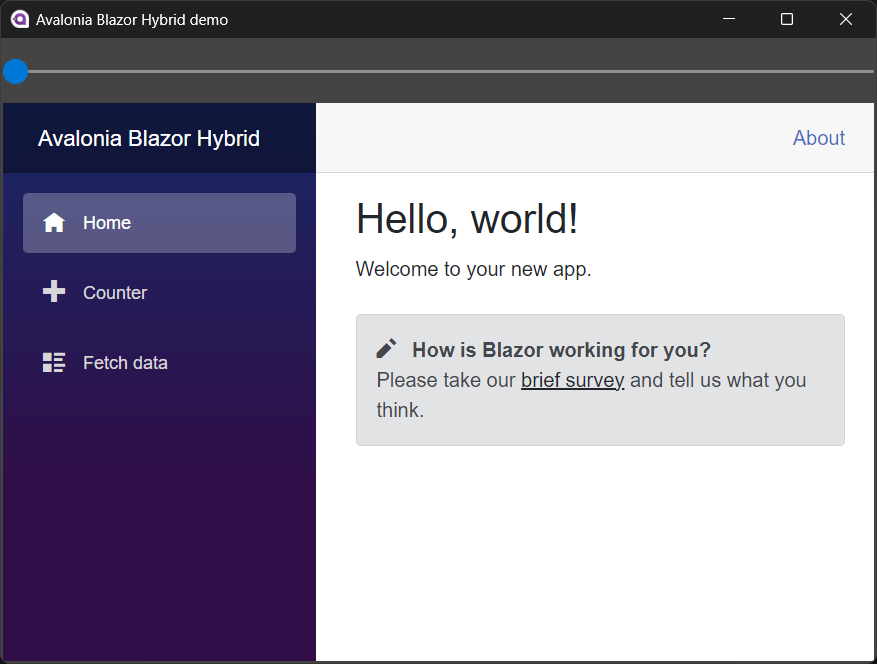 Avalonia Blazor Hybrid demo
Avalonia Blazor Hybrid
About
Home
Counter
Fetch data
Hello, world!
Welcome to your new app.
How is Blazor working for you?
Please take our brief survey and tell us what you
think.